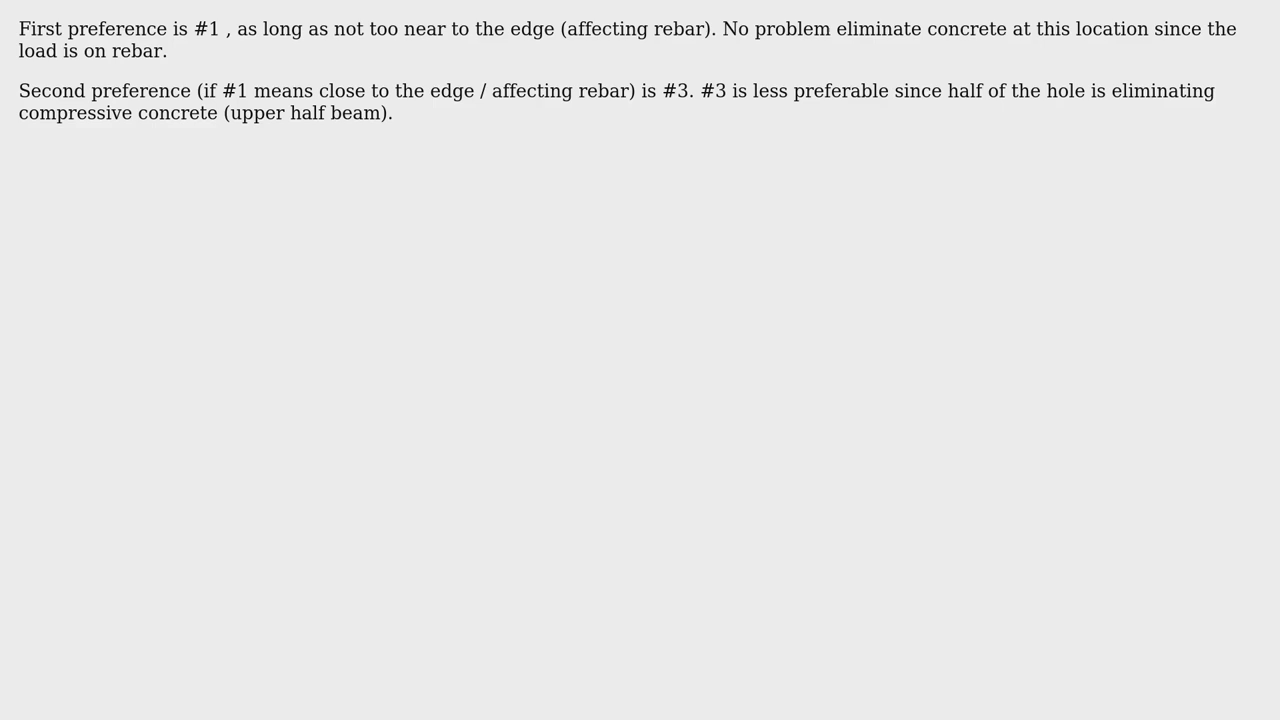 First preference is #1 , as long as not too near to the edge (affecting rebar). No problem eliminate concrete at this location since the
load is on rebar.
Second preference (if #1 means close to the edge / affecting rebar) is #3. #3 is less preferable since half of the hole is eliminating
compressive concrete (upper half beam).